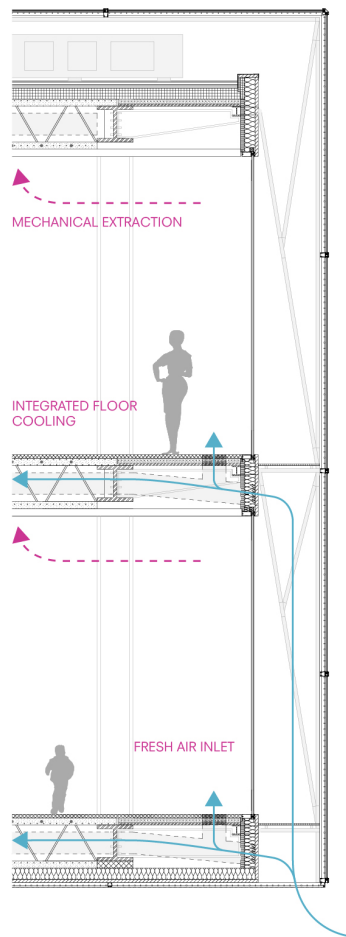 MECHANICAL EXTRACTION
INTEGRATED FLOOR
COOLING
FRESH AIR INLET